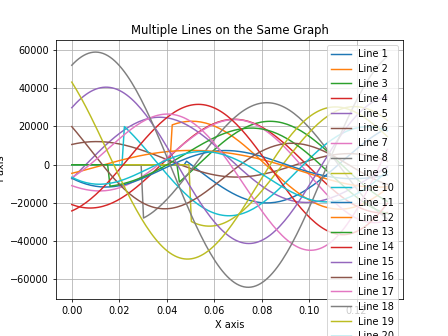 Multiple Lines on the Same Graph
60000
40000
20000
0
−20000
−40000
−60000
0.00
0.02
0.04
0.06
0.08
0.10
X axis
Line 1
Line 2
Line 3
Line 4
Line 5
Line 6
Line 7
Line 8
Line 9
Line 10
Line 11
Line 12
Line 13
Line 14
Line 15
Line 16
Line 17
Line 18
Line 19
Line 20